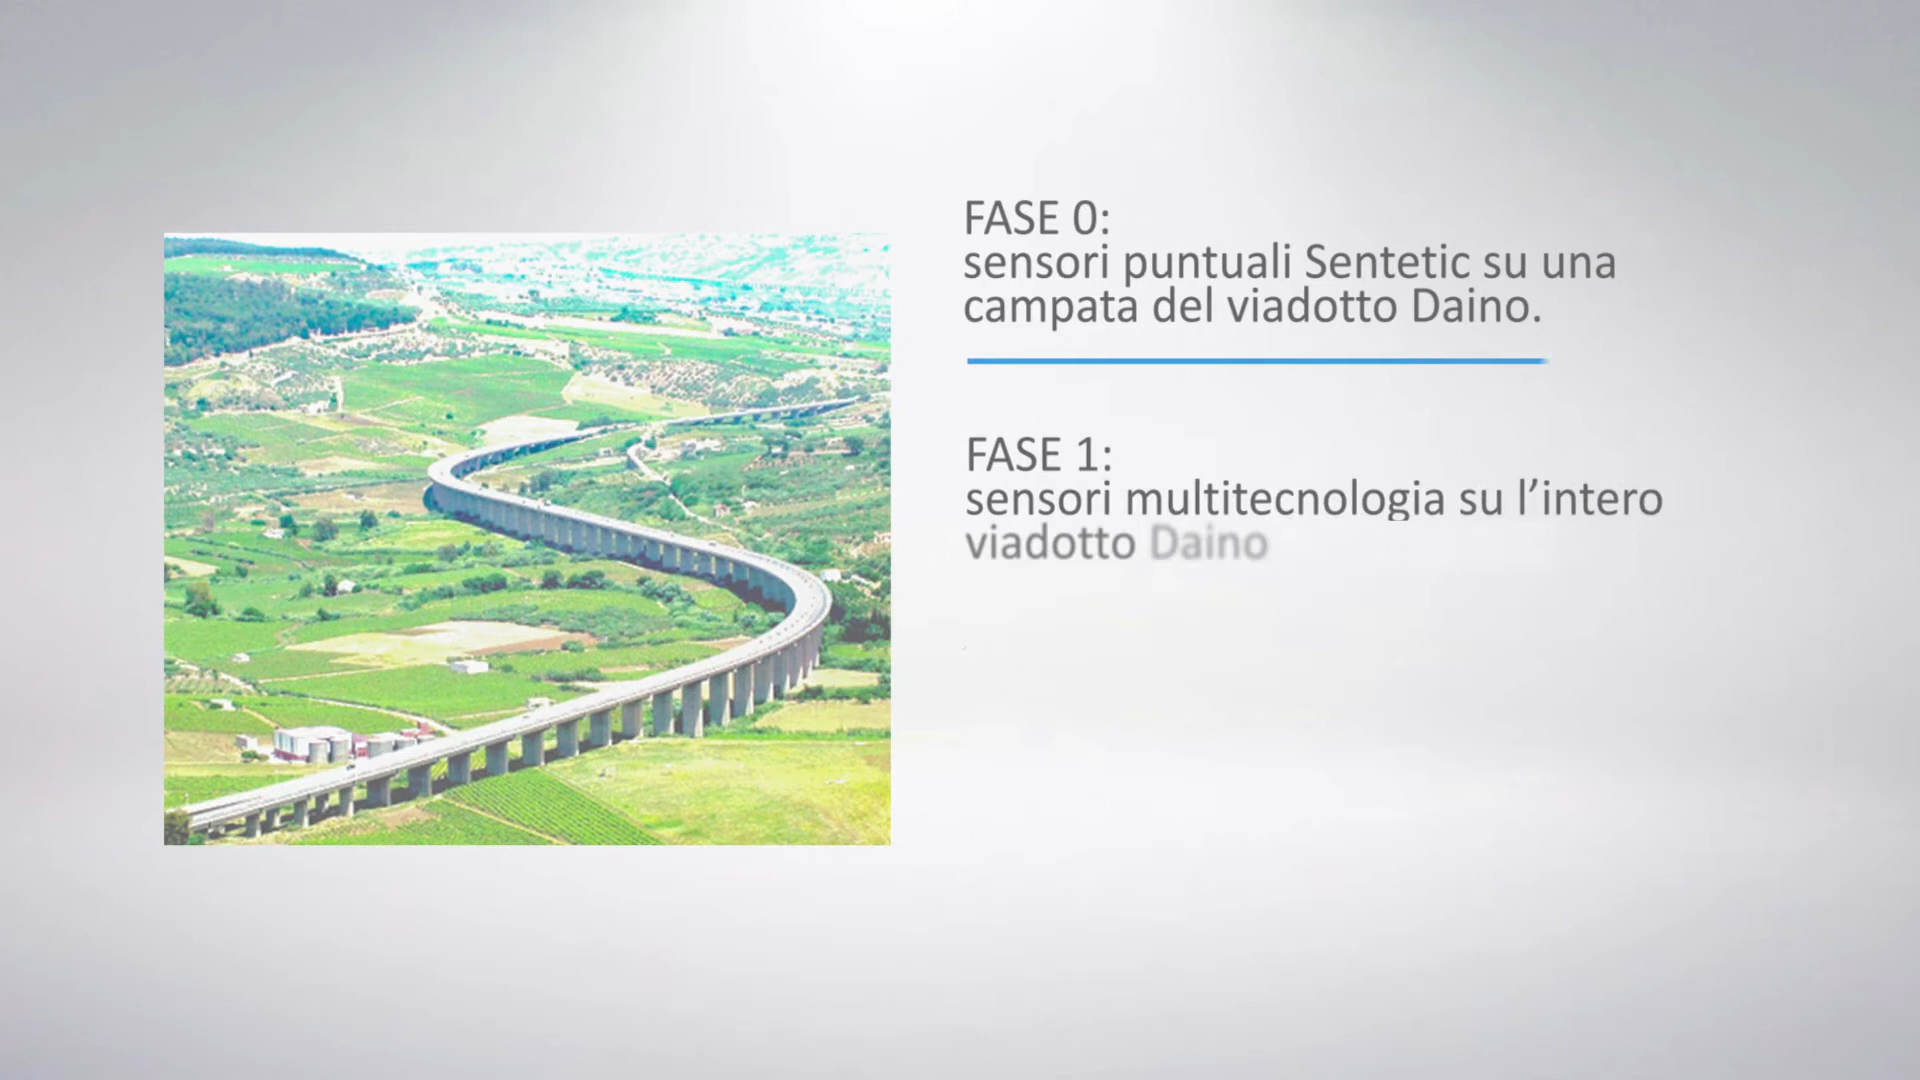 FASE 0:
sensori puntuali Sentetic su una
campata del viadotto Daino.
FASE 1:
sensori multitecnologia su l’intero
viadotto Daino